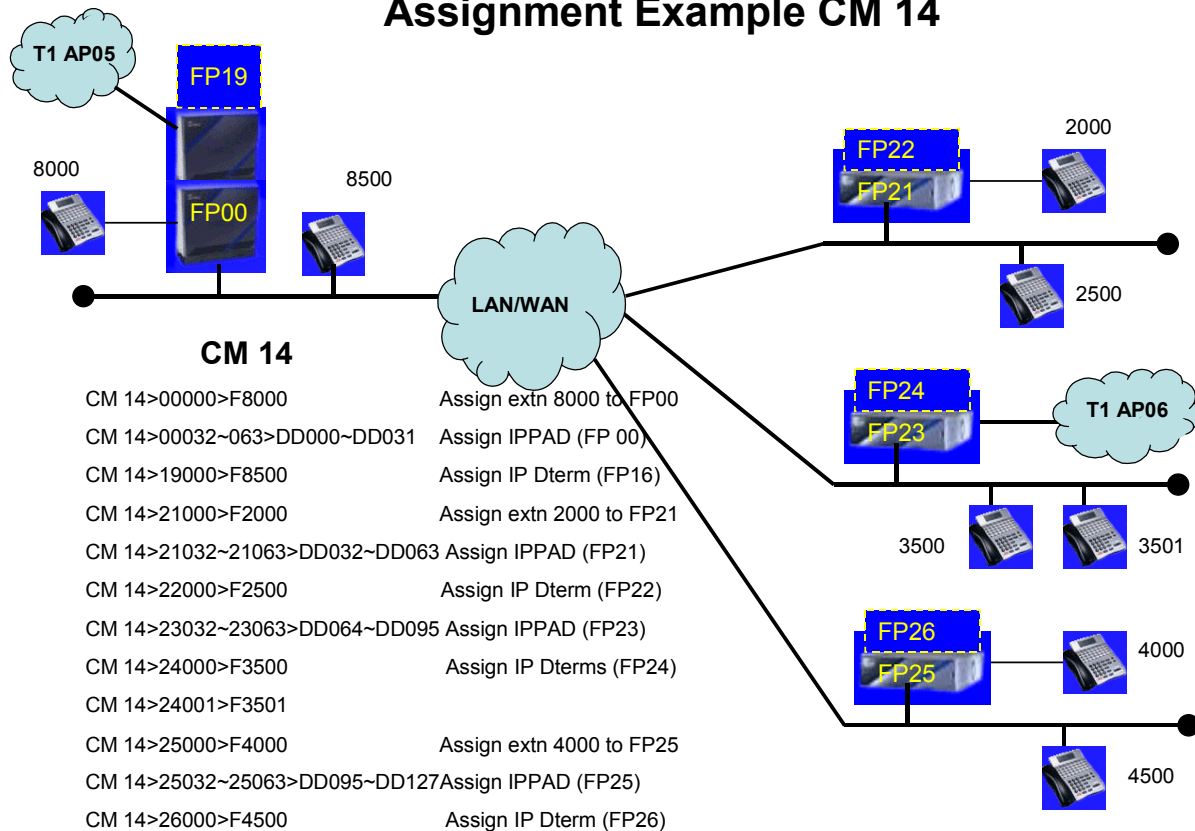 Assignment Example CM 14
T1 AP05
FP19
8000
FP00
8500
LAN/WAN
FP22
FP21
2000
2500
FP24
FP23
T1 AP06
3500
3501
FP26
FP25
4000
4500
CM 14
CM 14>00000>F8000 Assign extn 8000 to FP00
CM 14>00032~063>DD000~DD031 Assign IPPAD (FP 00)
CM 14>19000>F8500 Assign IP Dterm (FP16)
CM 14>21000>F2000 Assign extn 2000 to FP21
CM 14>21032~21063>DD032~DD063 Assign IPPAD (FP21)
CM 14>22000>F2500 Assign IP Dterm (FP22)
CM 14>23032~23063>DD064~DD095 Assign IPPAD (FP23)
CM 14>24000>F3500 Assign IP Dterms (FP24)
CM 14>24001>F3501
CM 14>25000>F4000 Assign extn 4000 to FP25
CM 14>25032~25063>DD095~DD127Assign IPPAD (FP25)
CM 14>26000>F4500 Assign IP Dterm (FP26)